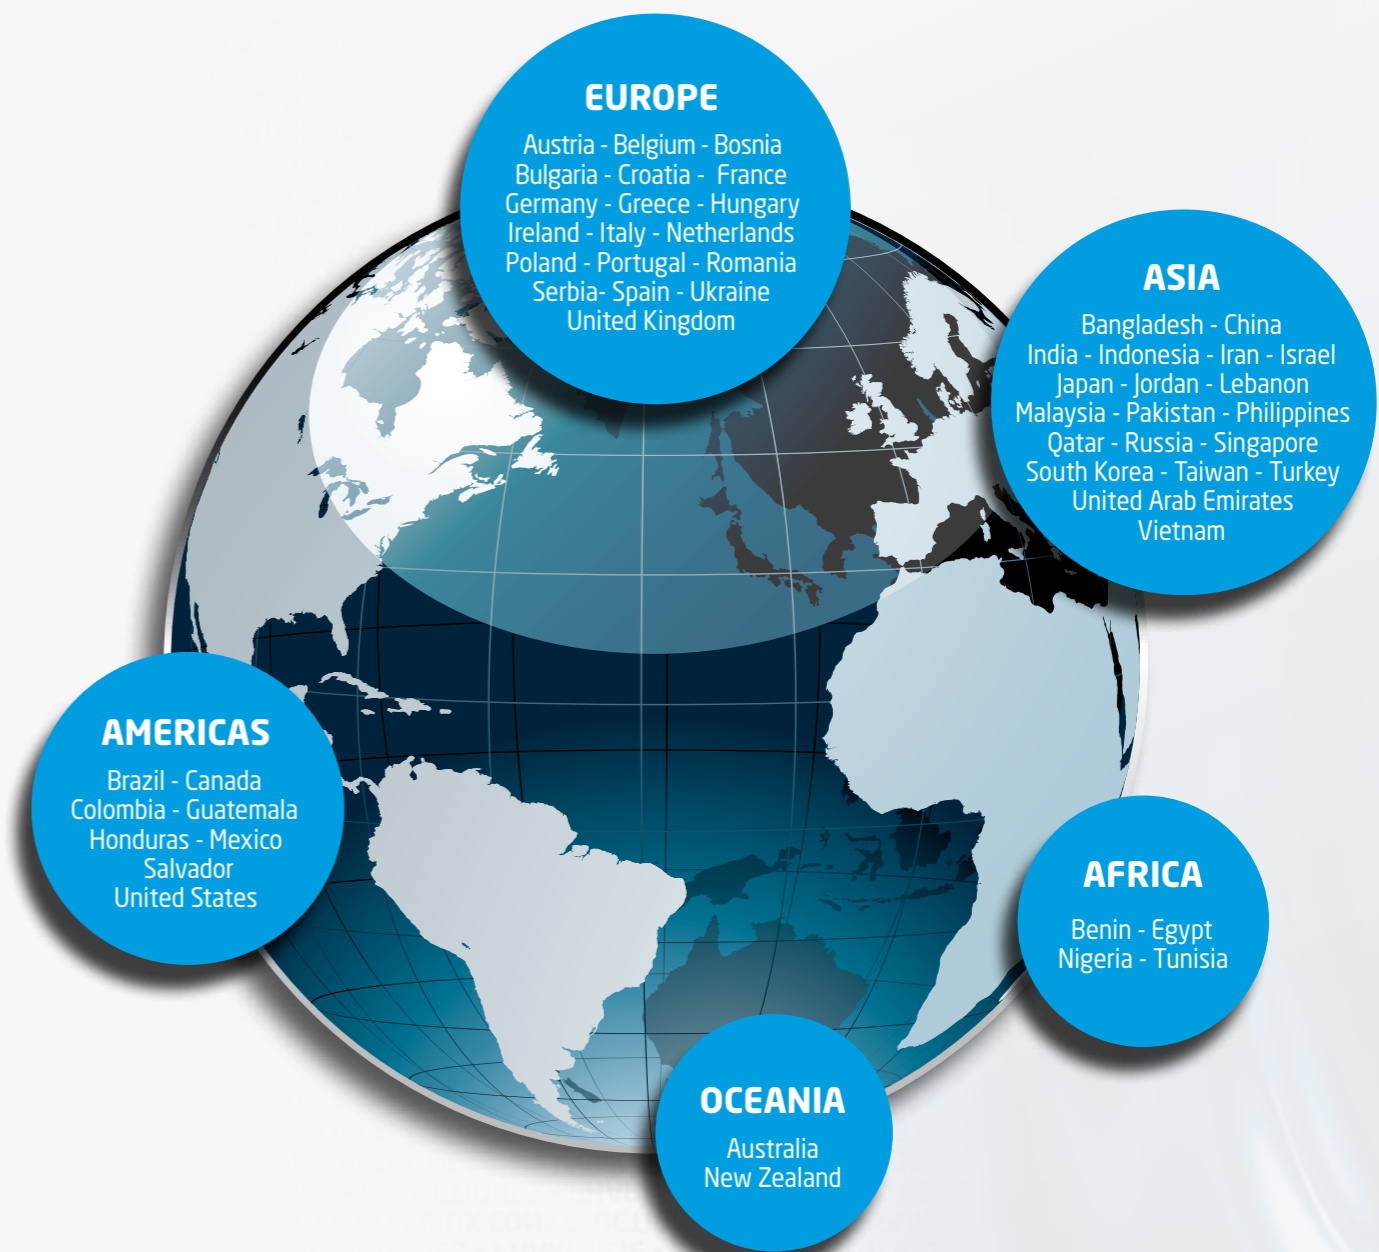 EUROPE
Austria - Belgium - Bosnia
Bulgaria - Croatia - France
Germany - Greece - Hungary
Ireland - Italy - Netherlands
Poland - Portugal - Romania
Serbia- Spain - Ukraine
United Kingdom
ASIA
Bangladesh - China
India - Indonesia - Iran - Israel
Japan - Jordan - Lebanon
Malaysia - Pakistan - Philippines
Qatar - Russia - Singapore
South Korea - Taiwan - Turkey
United Arab Emirates
Vietnam
AMERICAS
Brazil - Canada
Colombia - Guatemala
Honduras - Mexico
Salvador
United States
AFRICA
Benin - Egypt
Nigeria - Tunisia
OCEANIA
Australia
New Zealand